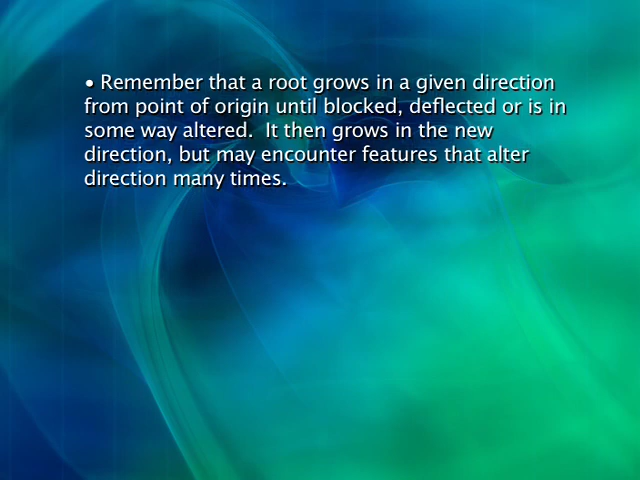 • Remember that a root grows in a given direction
from point of origin until blocked, deflected or is in
some way altered.  It then grows in the new
direction, but may encounter features that alter
direction many times.